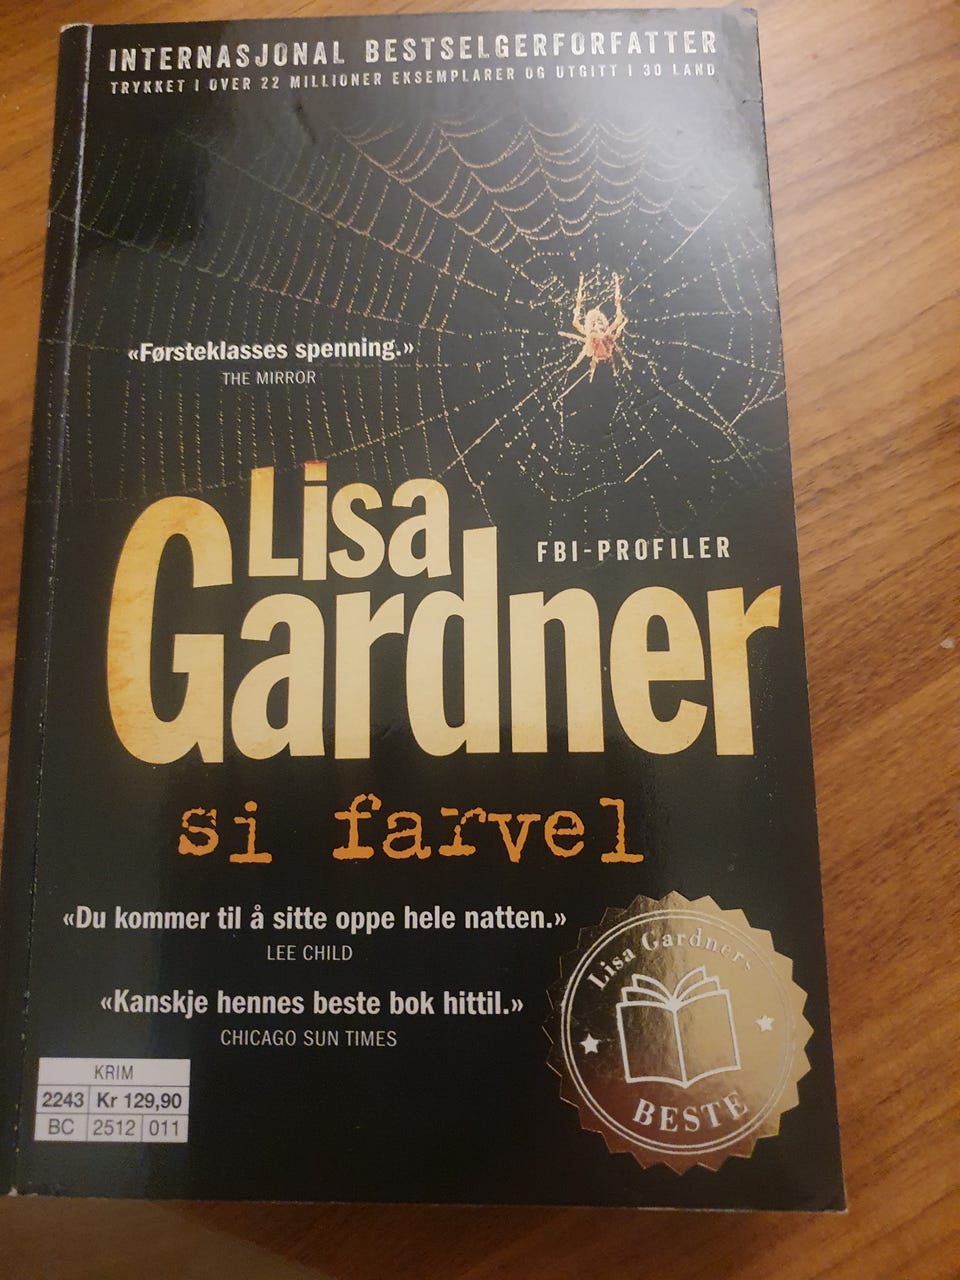 INTERNASJONAL BESTSELGERFORFATTER
TRYKKET I OVER 22 MILLIONER EKSEMPLARER OG UTGITT I 30 LAND
«Førsteklasses spenning.»
THE MIRROR
Lisa
FBI-PROFILER
Gardner
si farvel
«Du kommer til å sitte oppe hele natten.»
LEE CHILD
«Kanskje hennes beste bok hittil.»
CHICAGO SUN TIMES
Lisa Gardners
BESTE
KRIM
2243 Kr 129,90
BC 2512 011